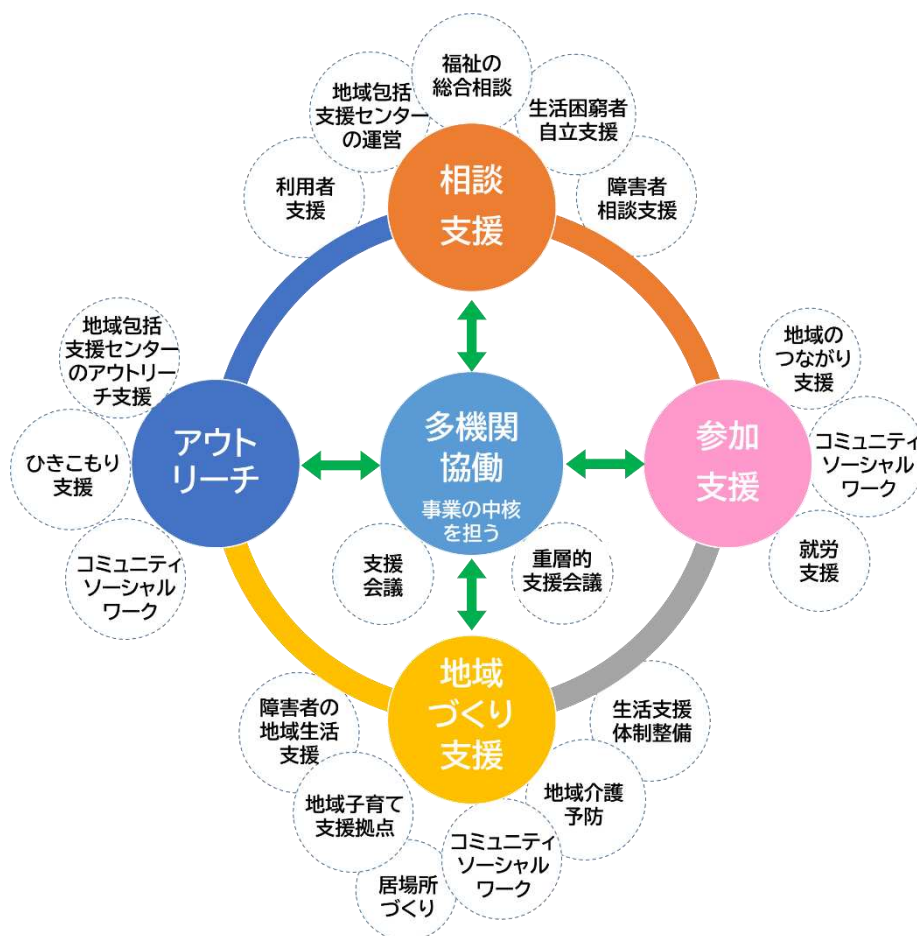 福祉の
総合相談
地域包括
支援センター
の運営
生活困窮者
自立支援
利用者
支援
障害者
相談支援
相談
支援
地域包括
支援センター
のアウトリー
チ支援
ひきこもり
支援
コミュニティ
ソーシャル
ワーク
アウト
リーチ
多機関
協働
事業の中核
を担う
支援
会議
重層的
支援会議
参加
支援
地域の
つながり
支援
コミュニティ
ソーシャル
ワーク
就労
支援
地域
づくり
支援
障害者の
地域生活
支援
地域子育て
支援拠点
居場所
づくり
コミュニティ
ソーシャル
ワーク
地域介護
予防
生活支援
体制整備